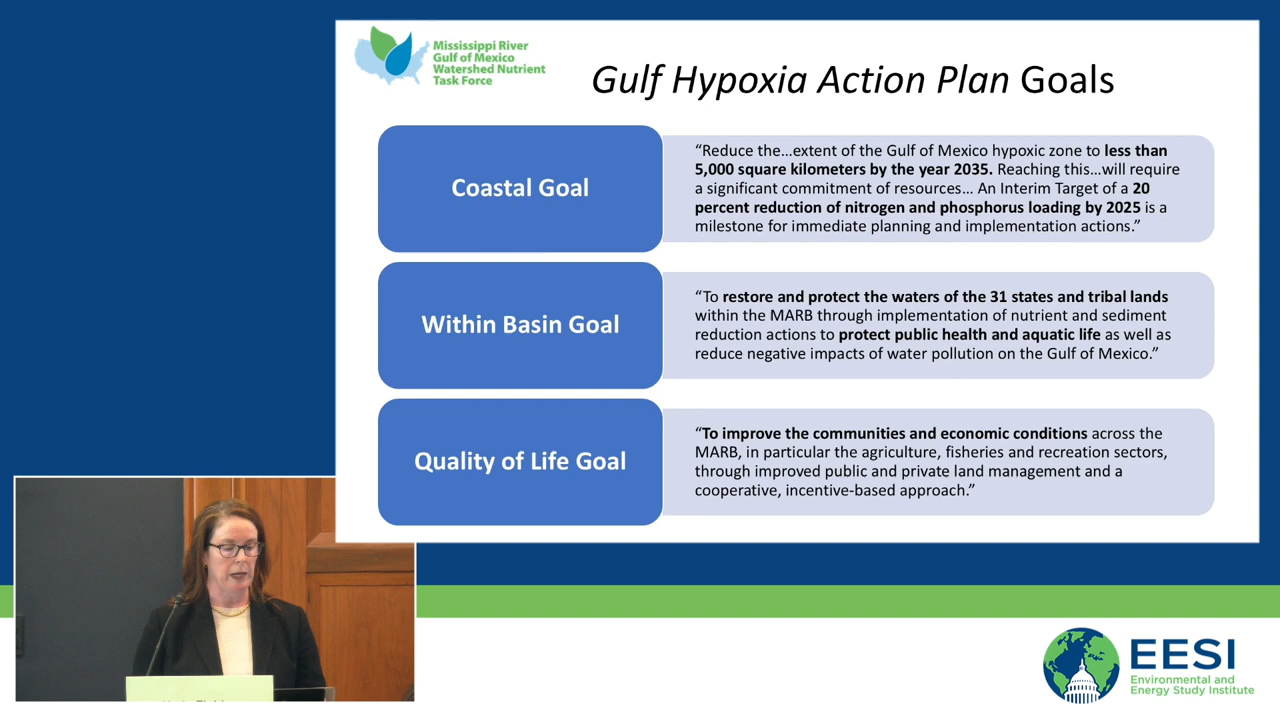 Mississippi River
Gulf of Mexico
Watershed Nutrient
Task Force
Gulf Hypoxia Action Plan Goals
Coastal Goal
“Reduce the…extent of the Gulf of Mexico hypoxic zone to less than
5,000 square kilometers by the year 2035. Reaching this…will require
a significant commitment of resources… An Interim Target of a 20
percent reduction of nitrogen and phosphorus loading by 2025 is a
milestone for immediate planning and implementation actions.”
Within Basin Goal
“To restore and protect the waters of the 31 states and tribal lands
within the MARB through implementation of nutrient and sediment
reduction actions to protect public health and aquatic life as well as
reduce negative impacts of water pollution on the Gulf of Mexico.”
Quality of Life Goal
“To improve the communities and economic conditions across the
MARB, in particular the agriculture, fisheries and recreation sectors,
through improved public and private land management and a
cooperative, incentive-based approach.”
EESI
Environmental and
Energy Study Institute